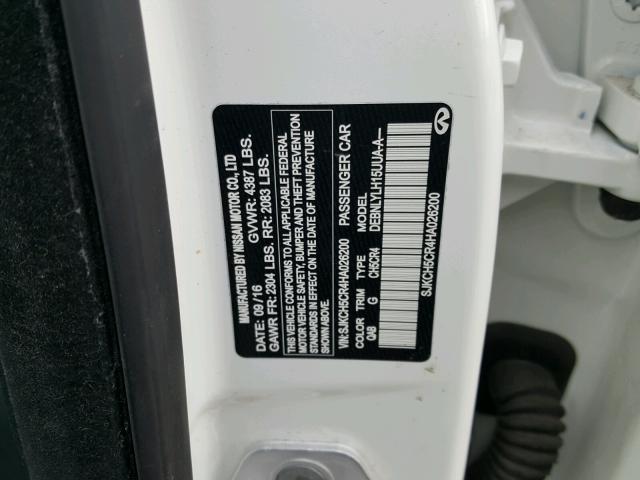 MANUFACTURED BY NISSAN MOTOR CO., LTD
DATE: 09/16 GVWR: 4387 LBS.
GAWR FR: 2304 LBS. RR: 2083 LBS.
THIS VEHICLE CONFORMS TO ALL APPLICABLE FEDERAL
MOTOR VEHICLE SAFETY, BUMPER AND THEFT PREVENTION
STANDARDS IN EFFECT ON THE DATE OF MANUFACTURE
SHOWN ABOVE.
VIN: SJKCH5CR4HA026200 PASSENGER CAR
COLOR TRIM TYPE MODEL
QAB G CH5CR4 DEBNLYLH15UUA-A--
SJKCH5CR4HA026200